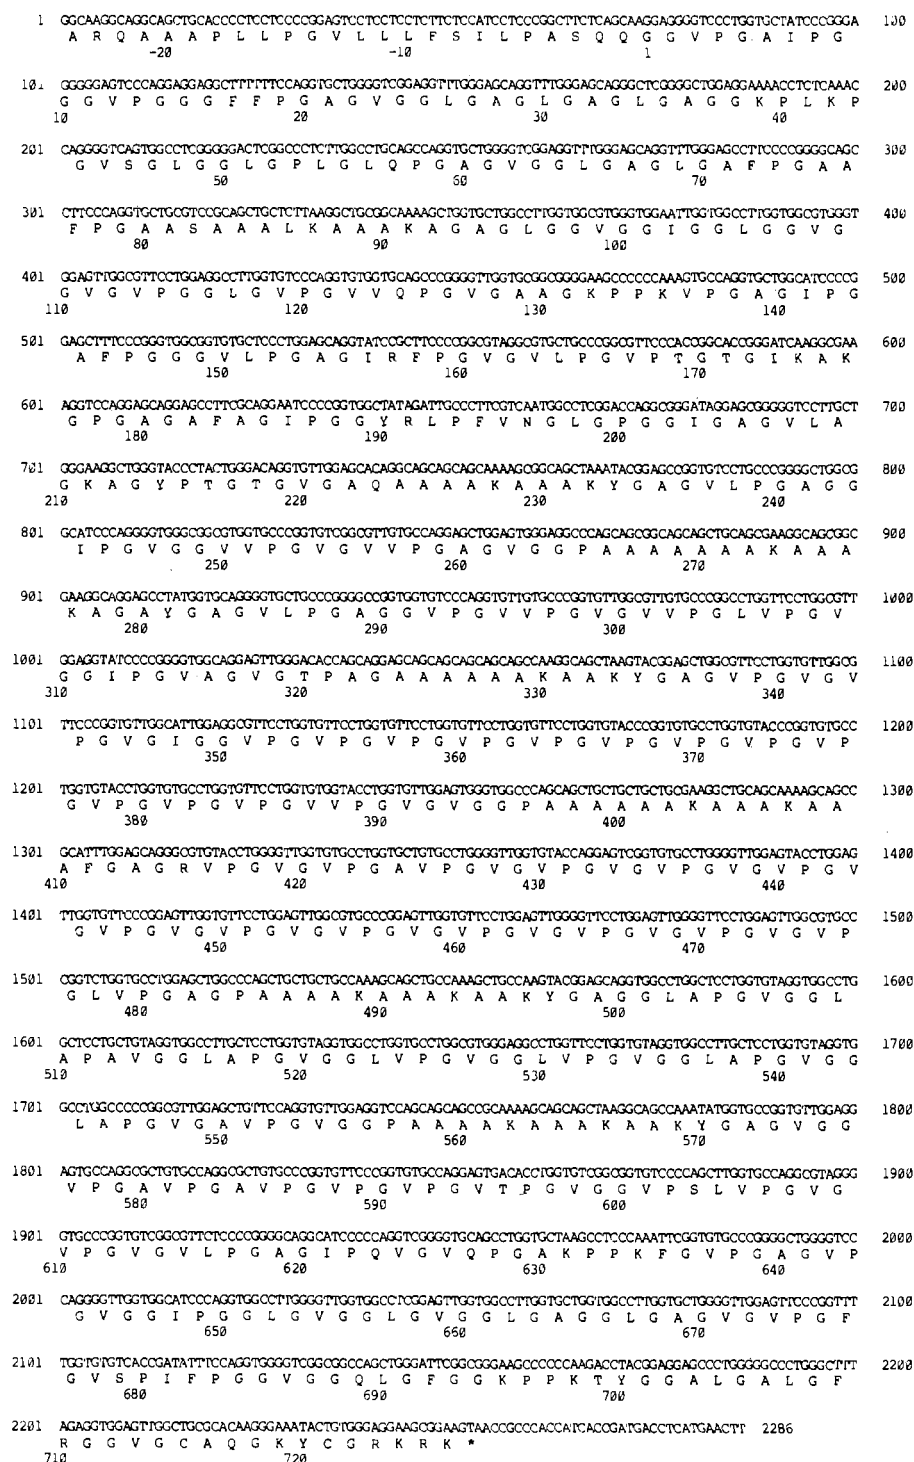 1 GGCAAGGCAGGCAGCTGCACCCCTCCTCCCCGGAGTCCTCCTCCTCTTCTCCATCCTCCCGGCTTCTCAGCAAGGAGGGGTCCCTGGTGCTATCCCGGGA 100
A R Q A A A P L L P G V L L L F S I L P A S Q Q G G V P G A I P G
-20 -10 1
101 GGGGGAGTCCCAGGAGGAGGCTTTTTTCCAGGTGCTGGGGTCGGAGGTTTGGGAGCAGGTTTGGGAGCAGGGCTCGGGGCTGGAGGAAAACCTCTCAAAC 200
G G V P G G G F F P G A G V G G L G A G L G A G L G A G G K P L K P
10 20 30 40
201 CAGGGGTCAGTGGCCTCGGGGGACTCGGCCCTCTTGGCCTGCAGCCAGGTGCTGGGGTCGGAGGTTTGGGAGCAGGTTTGGGAGCCTTCCCCGGGGCAGC 300
G V S G L G G L G P L G L Q P G A G V G G L G A G L G A F P G A A
50 60 70
301 CTTCCCAGGTGCTGCGTCCGCAGCTGCTCTTAAGGCTGCGGCAAAAGCTGGTGCTGGCCTTGGTGGCGTGGGTGGAATTGGTGGCCTTGGTGGCGTGGGT 400
F P G A A S A A A L K A A A K A G A G L G G V G G I G G L G G V G
80 90 100
401 GGAGTTGGCGTTCCTGGAGGCCTTGGTGTCCCAGGTGTGGTGCAGCCCGGGGTTGGTGCGGCGGGGAAGCCCCCCAAAGTGCCAGGTGCTGGCATCCCCG 500
G V G V P G G L G V P G V V Q P G V G A A G K P P K V P G A G I P G
110 120 130 140
501 GAGCTTTCCCGGGTGGCGGTGTGCTCCCTGGAGCAGGTATCCGCTTCCCCGGCGTAGGCGTGCTGCCCGGCGTTCCCACCGGCACCGGGATCAAGGCGAA 600
A F P G G G V L P G A G I R F P G V G V L P G V P T G T G I K A K
150 160 170
601 AGGTCCAGGAGCAGGAGCCTTCGCAGGAATCCCCGGTGGCTATAGATTGCCCTTCGTCAATGGCCTCGGACCAGGCGGGATAGGAGCGGGGGTCCTTGCT 700
G P G A G A F A G I P G G Y R L P F V N G L G P G G I G A G V L A
180 190 200
701 GGGAAGGCTGGGTACCCTACTGGGACAGGTGTTGGAGCACAGGCAGCAGCAGCAAAAGCGGCAGCTAAATACGGAGCCGGTGTCCTGCCCGGGGCTGGCG 800
G K A G Y P T G T G V G A Q A A A A K A A A K Y G A G V L P G A G G
210 220 230 240
801 GCATCCCAGGGGTGGGCGGCGTGGTGCCCGGTGTCGGCGTTGTGCCAGGAGCTGGAGTGGGAGGCCCAGCAGCGGCAGCAGCTGCAGCGAAGGCAGCGGC 900
I P G V G G V V P G V G V V P G A G V G G P A A A A A A A K A A A
250 260 270
901 GAAGGCAGGAGCCTATGGTGCAGGGGTGCTGCCCGGGGCCGGTGGTGTCCCAGGTGTTGTGCCCGGTGTTGGCGTTGTGCCCGGCCTGGTTCCTGGCGTT 1000
K A G A Y G A G V L P G A G G V P G V V P G V G V V P G L V P G V
280 290 300
1001 GGAGGTATCCCCGGGGTGGCAGGAGTTGGGACACCAGCAGGAGCAGCAGCAGCAGCAGCCAAGGCAGCTAAGTACGGAGCTGGCGTTCCTGGTGTTGGCG 1100
G G I P G V A G V G T P A G A A A A A A K A A K Y G A G V P G V G V
310 320 330 340
1101 TTCCCGGTGTTGGCATTGGAGGCGTTCCTGGTGTTCCTGGTGTTCCTGGTGTTCCTGGTGTTCCTGGTGTACCCGGTGTGCCTGGTGTACCCGGTGTGCC 1200
P G V G I G G V P G V P G V P G V P G V P G V P G V P G V P G V P
350 360 370
1201 TGGTGTACCTGGTGTGCCTGGTGTTCCTGGTGTGGTACCTGGTGTTGGAGTGGGTGGCCCAGCAGCTGCTGCTGCTGCGAAGGCTGCAGCAAAAGCAGCC 1300
G V P G V P G V P G V V P G V G V G G P A A A A A A K A A A K A A
380 390 400
1301 GCATTTGGAGCAGGGCGTGTACCTGGGGTTGGTGTGCCTGGTGCTGTGCCTGGGGTTGGTGTACCAGGAGTCGGTGTGCCTGGGGTTGGAGTACCTGGAG 1400
A F G A G R V P G V G V P G A V P G V G V P G V G V P G V G V P G V
410 420 430 440
1401 TTGGTGTTCCCGGAGTTGGTGTTCCTGGAGTTGGCGTGCCCGGAGTTGGTGTTCCTGGAGTTGGGGTTCCTGGAGTTGGGGTTCCTGGAGTTGGCGTGCC 1500
G V P G V G V P G V G V P G V G V P G V G V P G V G V P G V G V P
450 460 470
1501 CGGTCTGGTGCCTGGAGCTGGCCCAGCTGCTGCTGCCAAAGCAGCTGCCAAAGCTGCCAAGTACGGAGCAGGTGGCCTGGCTCCTGGTGTAGGTGGCCTG 1600
G L V P G A G P A A A A K A A A K A A K Y G A G G L A P G V G G L
480 490 500
1601 GCTCCTGCTGTAGGTGGCCTTGCTCCTGGTGTAGGTGGCCTGGTGCCTGGCGTGGGAGGCCTGGTTCCTGGTGTAGGTGGCCTTGCTCCTGGTGTAGGTG 1700
A P A V G G L A P G V G G L V P G V G G L V P G V G G L A P G V G G
510 520 530 540
1701 GCCTGGCCCCCGGCGTTGGAGCTGTTCCAGGTGTTGGAGGTCCAGCAGCAGCCGCAAAAGCAGCAGCTAAGGCAGCCAAATATGGTGCCGGTGTTGGAGG 1800
L A P G V G A V P G V G G P A A A A K A A A K A A K Y G A G V G G
550 560 570
1801 AGTGCCAGGCGCTGTGCCAGGCGCTGTGCCCGGTGTTCCCGGTGTGCCAGGAGTGACACCTGGTGTCGGCGGTGTCCCCAGCTTGGTGCCAGGCGTAGGG 1900
V P G A V P G A V P G V P G V P G V T P G V G G V P S L V P G V G
580 590 600
1901 GTGCCCGGTGTCGGCGTTCTCCCCGGGGCAGGCATCCCCCAGGTCGGGGTGCAGCCTGGTGCTAAGCCTCCCAAATTCGGTGTGCCCGGGGCTGGGGTCC 2000
V P G V G V L P G A G I P Q V G V Q P G A K P P K F G V P G A G V P
610 620 630 640
2001 CAGGGGTTGGTGGCATCCCAGGTGGCCTTGGGGTTGGTGGCCTCGGAGTTGGTGGCCTTGGTGCTGGTGGCCTTGGTGCTGGGGTTGGAGTTCCCGGTTT 2100
G V G G I P G G L G V G G L G V G G L G A G G L G A G V G V P G F
650 660 670
2101 TGGTGTGTCACCGATATTTCCAGGTGGGGTCGGCGGCCAGCTGGGATTCGGCGGGAAGCCCCCCAAGACCTACGGAGGAGCCCTGGGGGCCCTGGGCTTT 2200
G V S P I F P G G V G G Q L G F G G K P P K T Y G G A L G A L G F
680 690 700
2201 AGAGGTGGAGTTGGCTGCGCACAAGGGAAATACTGTGGGAGGAAGCGGAAGTAACCGCCCACCATCACCGATGACCTCATGAACTT 2286
R G G V G C A Q G K Y C G R K R K *
710 720